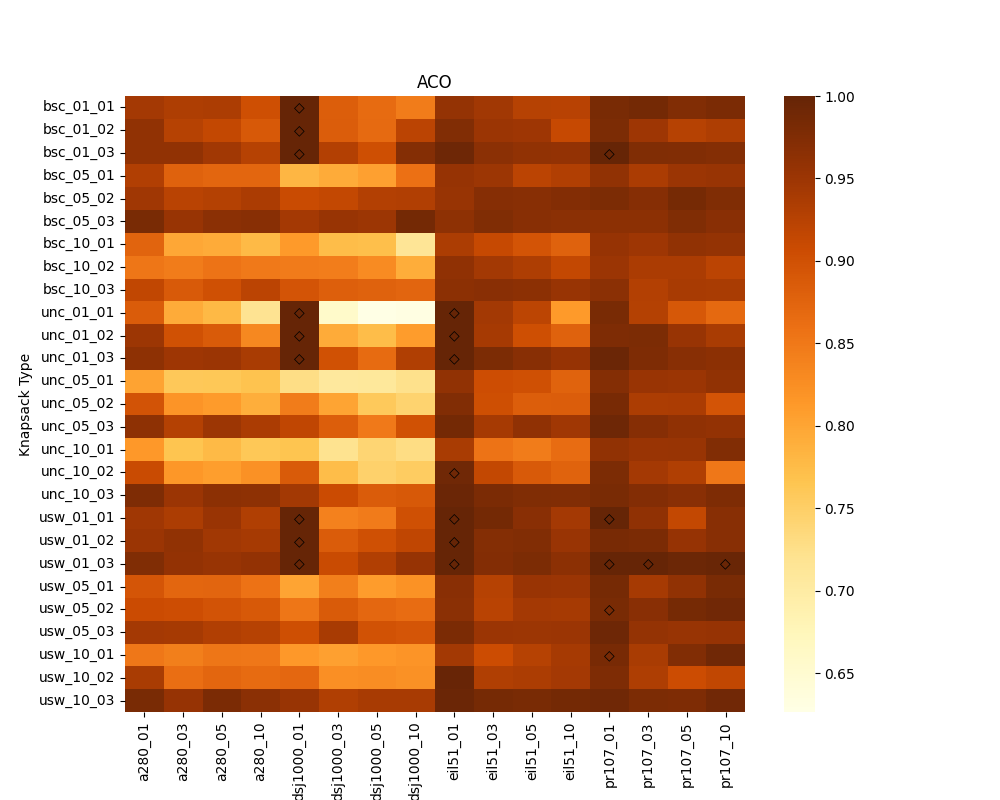 ACO
Knapsack Type
bsc_01_01
bsc_01_02
bsc_01_03
bsc_05_01
bsc_05_02
bsc_05_03
bsc_10_01
bsc_10_02
bsc_10_03
unc_01_01
unc_01_02
unc_01_03
unc_05_01
unc_05_02
unc_05_03
unc_10_01
unc_10_02
unc_10_03
usw_01_01
usw_01_02
usw_01_03
usw_05_01
usw_05_02
usw_05_03
usw_10_01
usw_10_02
usw_10_03
a280_01
a280_03
a280_05
a280_10
dsj1000_01
dsj1000_03
dsj1000_05
dsj1000_10
eil51_01
eil51_03
eil51_05
eil51_10
pr107_01
pr107_03
pr107_05
pr107_10
1.00
0.95
0.90
0.85
0.80
0.75
0.70
0.65